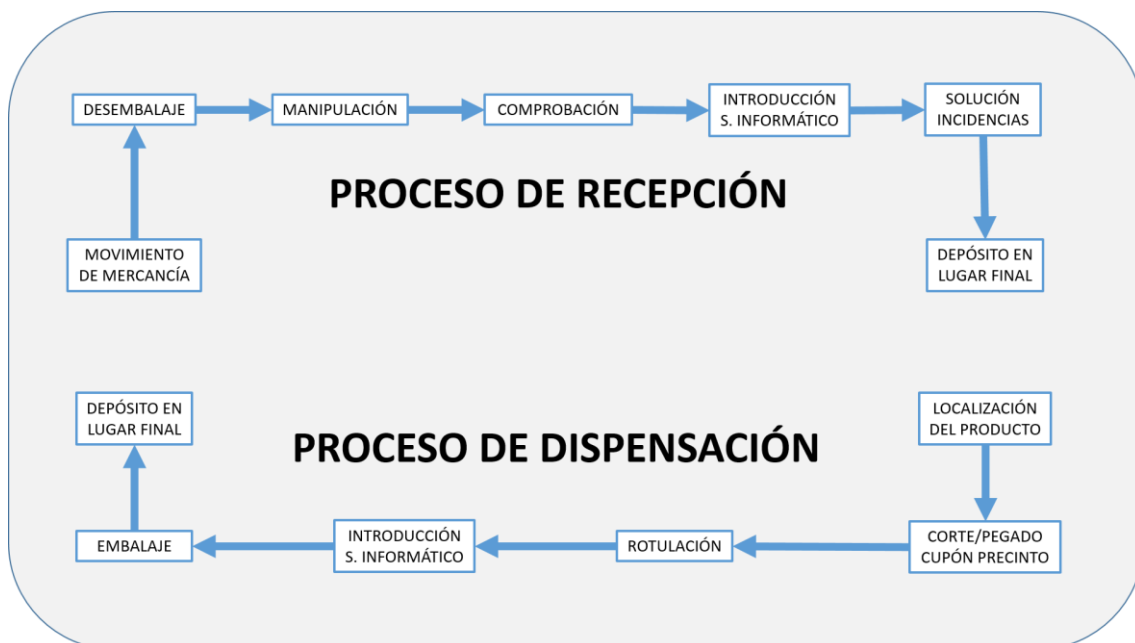 DESEMBALAJE
MANIPULACIÓN
COMPROBACIÓN
INTRODUCCIÓN
S. INFORMÁTICO
SOLUCIÓN
INCIDENCIAS
PROCESO DE RECEPCIÓN
MOVIMIENTO
DE MERCANCÍA
DEPÓSITO EN
LUGAR FINAL
DEPÓSITO EN
LUGAR FINAL
PROCESO DE DISPENSACIÓN
LOCALIZACIÓN
DEL PRODUCTO
EMBALAJE
INTRODUCCIÓN
S. INFORMÁTICO
ROTULACIÓN
CORTE/PEGADO
CUPÓN PRECINTO